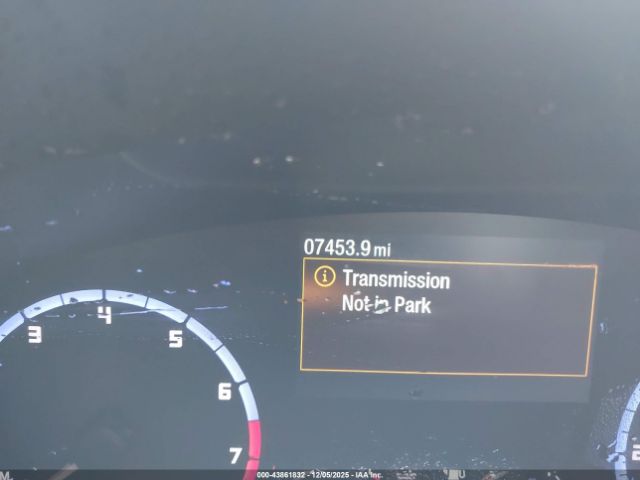 07453.9 mi
Transmission
Not in Park
3
4
5
6
7
2
000-43861832 - 12/05/2025 - IAA Inc.